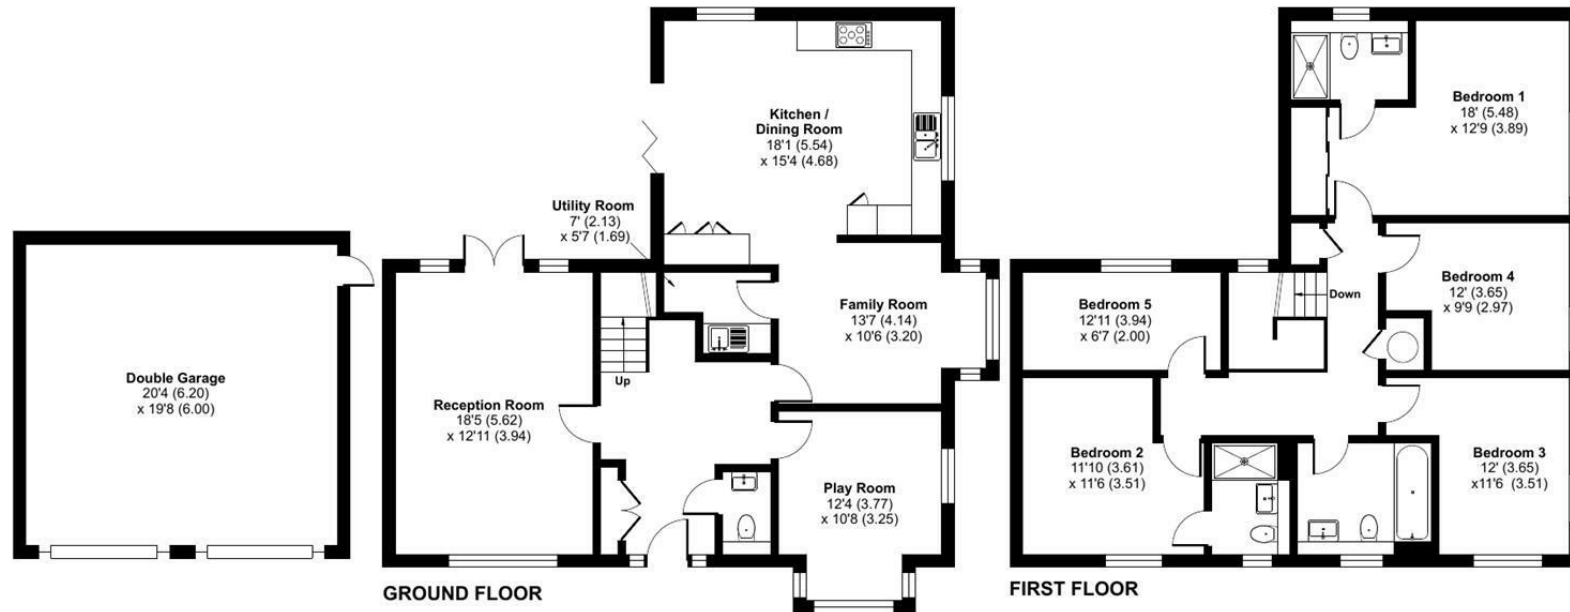 Double Garage
20'4 (6.20)
x 19'8 (6.00)
Kitchen /
Dining Room
18'1 (5.54)
x 15'4 (4.68)
Utility Room
7' (2.13)
x 5'7 (1.69)
Family Room
13'7 (4.14)
x 10'6 (3.20)
Up
Reception Room
18'5 (5.62)
x 12'11 (3.94)
Play Room
12'4 (3.77)
x 10'8 (3.25)
GROUND FLOOR
Bedroom 1
18' (5.48)
x 12'9 (3.89)
Bedroom 4
12' (3.65)
x 9'9 (2.97)
Down
Bedroom 5
12'11 (3.94)
x 6'7 (2.00)
Bedroom 2
11'10 (3.61)
x 11'6 (3.51)
Bedroom 3
12' (3.65)
x11'6 (3.51)
FIRST FLOOR